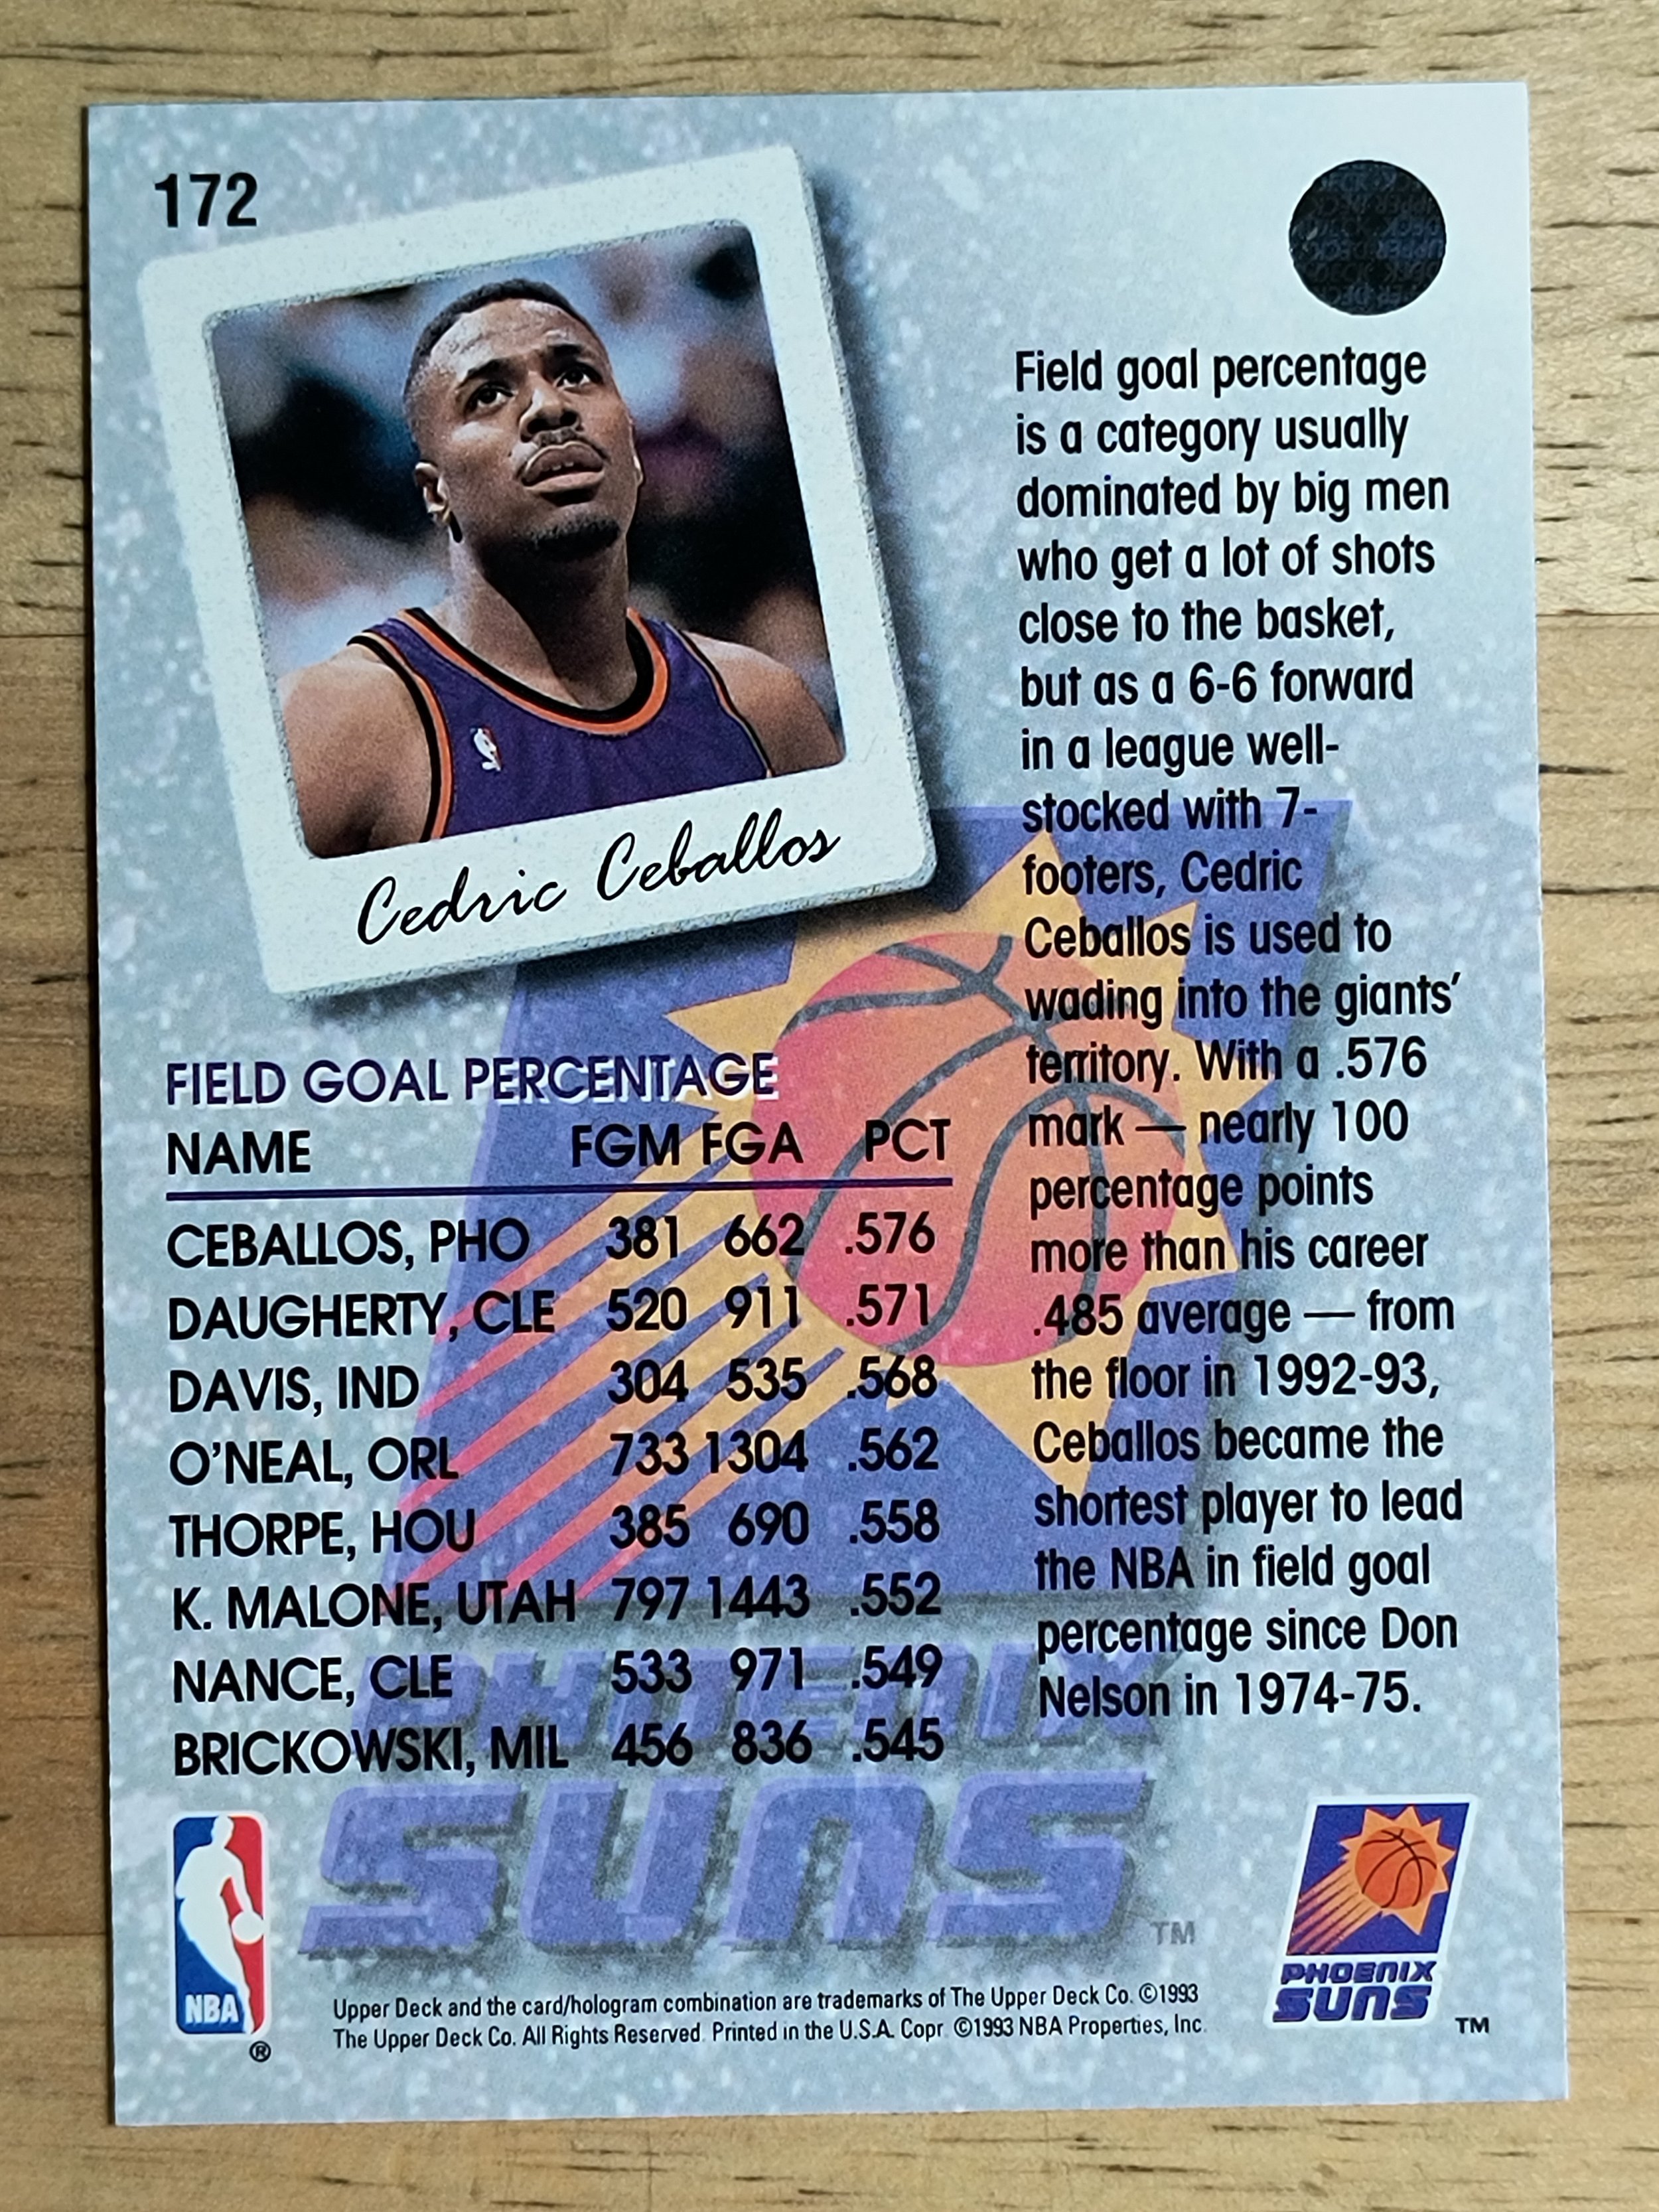 172
Cedric Ceballos
Field goal percentage
is a category usually
dominated by big men
who get a lot of shots
close to the basket,
but as a 6-6 forward
in a league well-
stocked with 7-
footers, Cedric
Ceballos is used to
wading into the giants'
territory. With a .576
mark — nearly 100
percentage points
more than his career
.485 average — from
the floor in 1992-93,
Ceballos became the
shortest player to lead
the NBA in field goal
percentage since Don
Nelson in 1974-75.
FIELD GOAL PERCENTAGE
NAME FGM FGA PCT
CEBALLOS, PHO 381 662 .576
DAUGHERTY, CLE 520 911 .571
DAVIS, IND 304 535 .568
O'NEAL, ORL 733 1304 .562
THORPE, HOU 385 690 .558
K. MALONE, UTAH 797 1443 .552
NANCE, CLE 533 971 .549
BRICKOWSKI, MIL 456 836 .545
PHOENIX
SUNS
TM
NBA
®
Upper Deck and the card/hologram combination are trademarks of The Upper Deck Co. ©1993
The Upper Deck Co. All Rights Reserved. Printed in the U.S.A. Copr. ©1993 NBA Properties, Inc.
PHOENIX
SUNS
TM